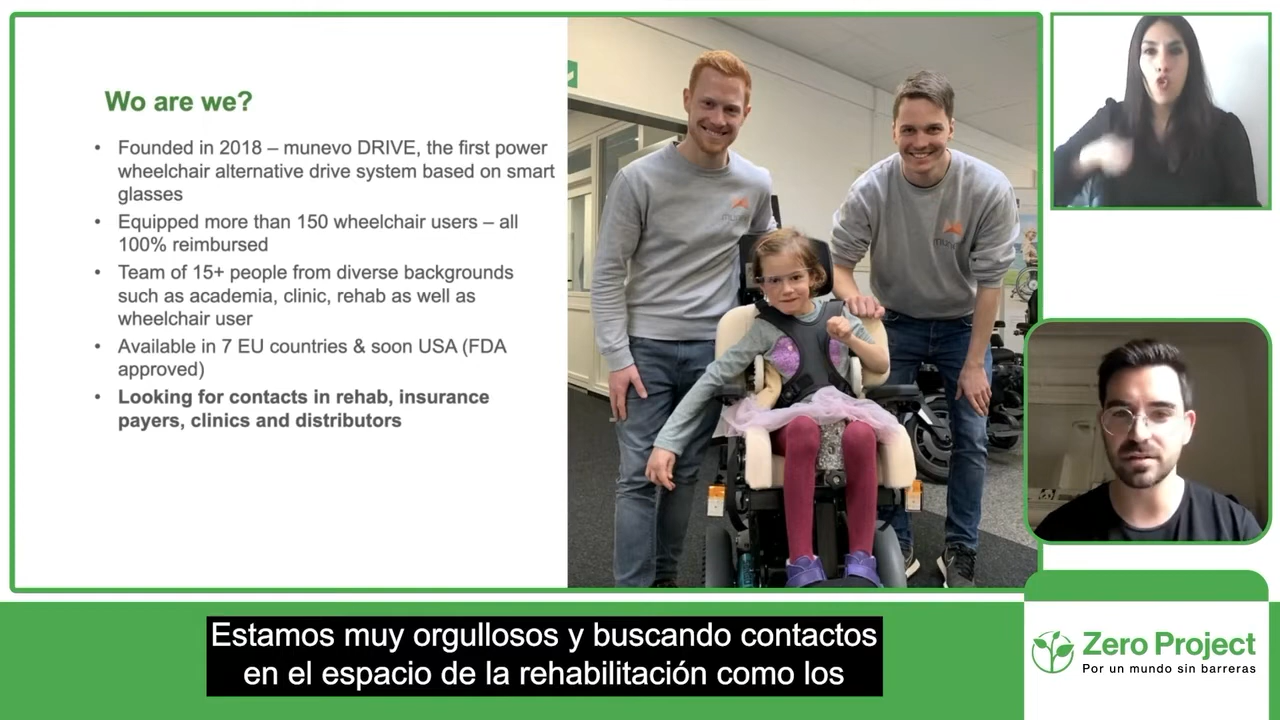 Wo are we?
• Founded in 2018 – munevo DRIVE, the first power
wheelchair alternative drive system based on smart
glasses
• Equipped more than 150 wheelchair users – all
100% reimbursed
• Team of 15+ people from diverse backgrounds
such as academia, clinic, rehab as well as
wheelchair user
• Available in 7 EU countries & soon USA (FDA
approved)
• Looking for contacts in rehab, insurance
payers, clinics and distributors
Estamos muy orgullosos y buscando contactos
en el espacio de la rehabilitación como los
Zero Project
Por un mundo sin barreras